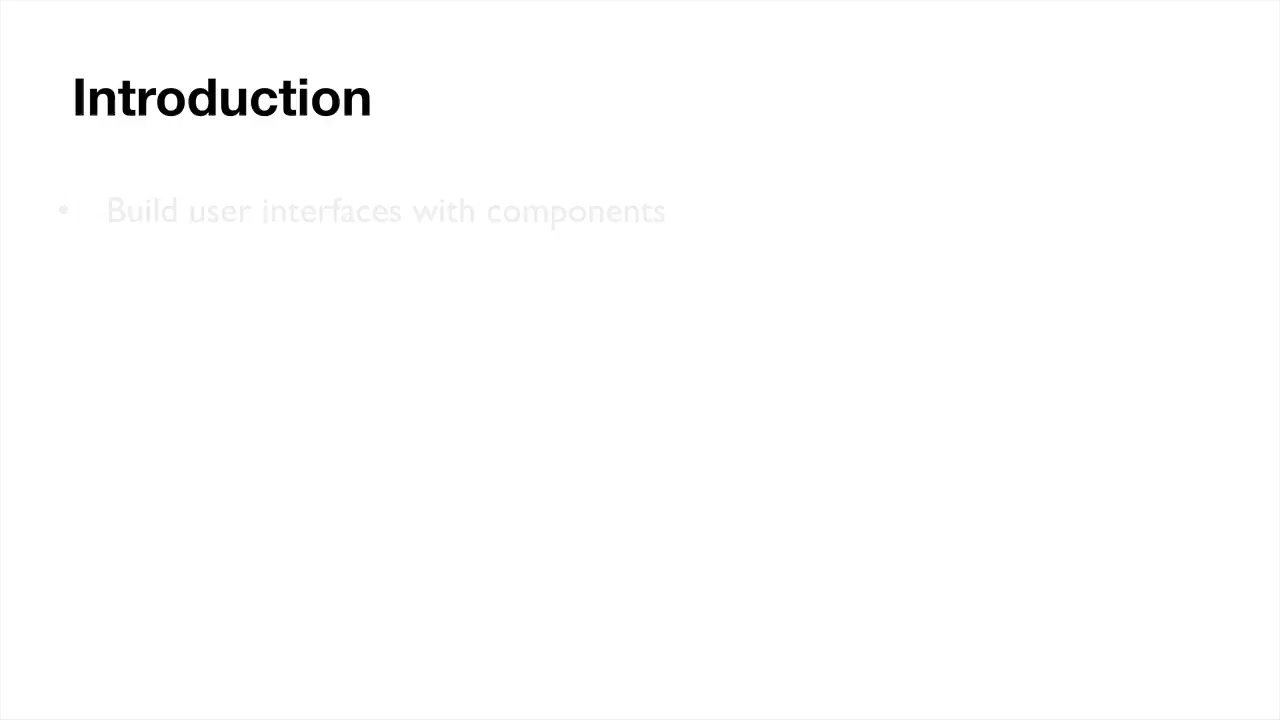 Introduction
• Build user interfaces with components